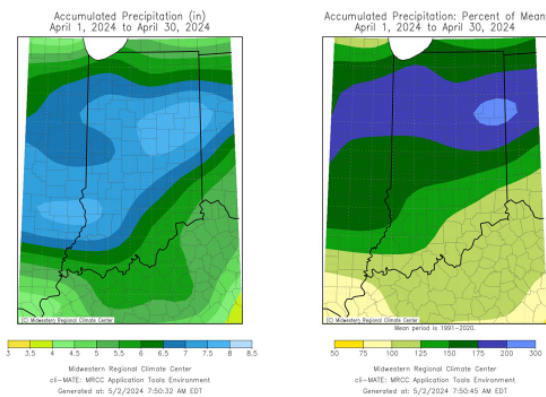 Accumulated Precipitation (in)
April 1, 2024 to April 30, 2024
(C) Midwestern Regional Climate Center
3 3.5 4 4.5 5 5.5 6 6.5 7 7.5 8 8.5
Midwestern Regional Climate Center
cli-MATE: MRCC Application Tools Environment
Generated at: 5/2/2024 7:50:32 AM EDT
Accumulated Precipitation: Percent of Mean
April 1, 2024 to April 30, 2024
(C) Midwestern Regional Climate Center
Mean period is 1991-2020.
50 75 100 125 150 175 200 300
Midwestern Regional Climate Center
cli-MATE: MRCC Application Tools Environment
Generated at: 5/2/2024 7:50:45 AM EDT